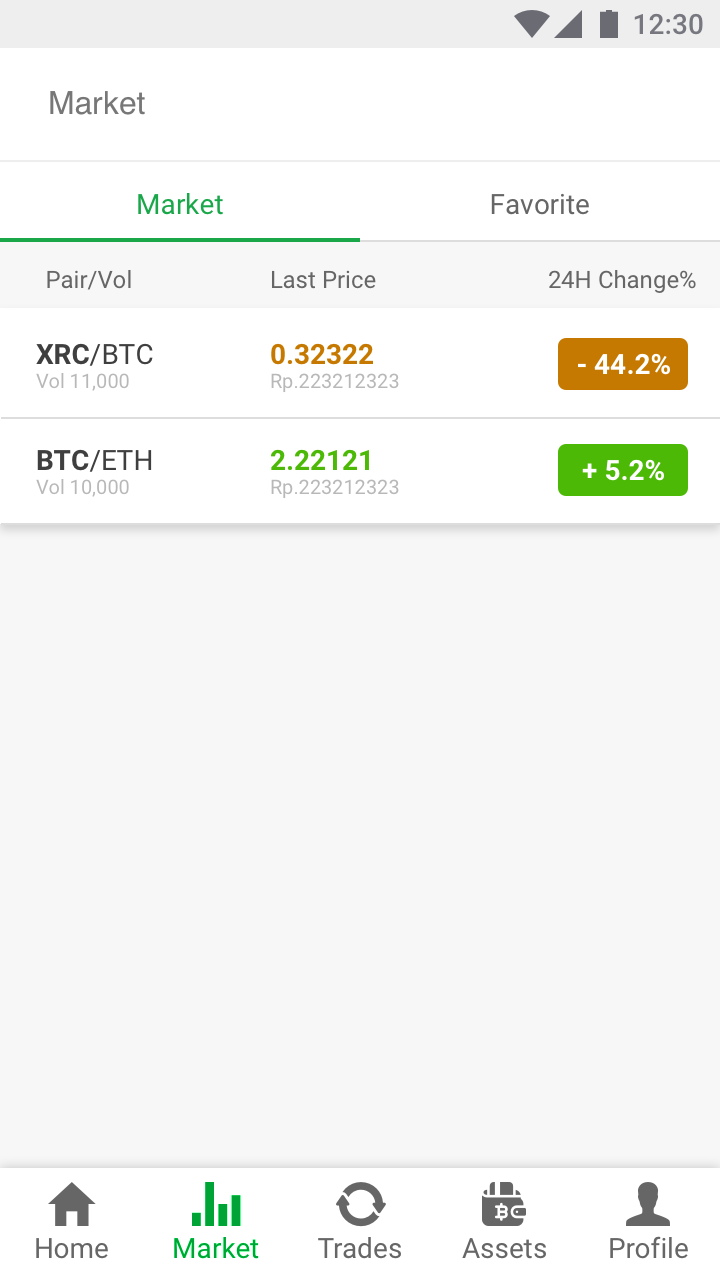 12:30
Market
Market Favorite
Pair/Vol Last Price 24H Change%
XRC/BTC 0.32322 - 44.2%
Vol 11,000 Rp.223212323
BTC/ETH 2.22121 + 5.2%
Vol 10,000 Rp.223212323
Home Market Trades Assets Profile